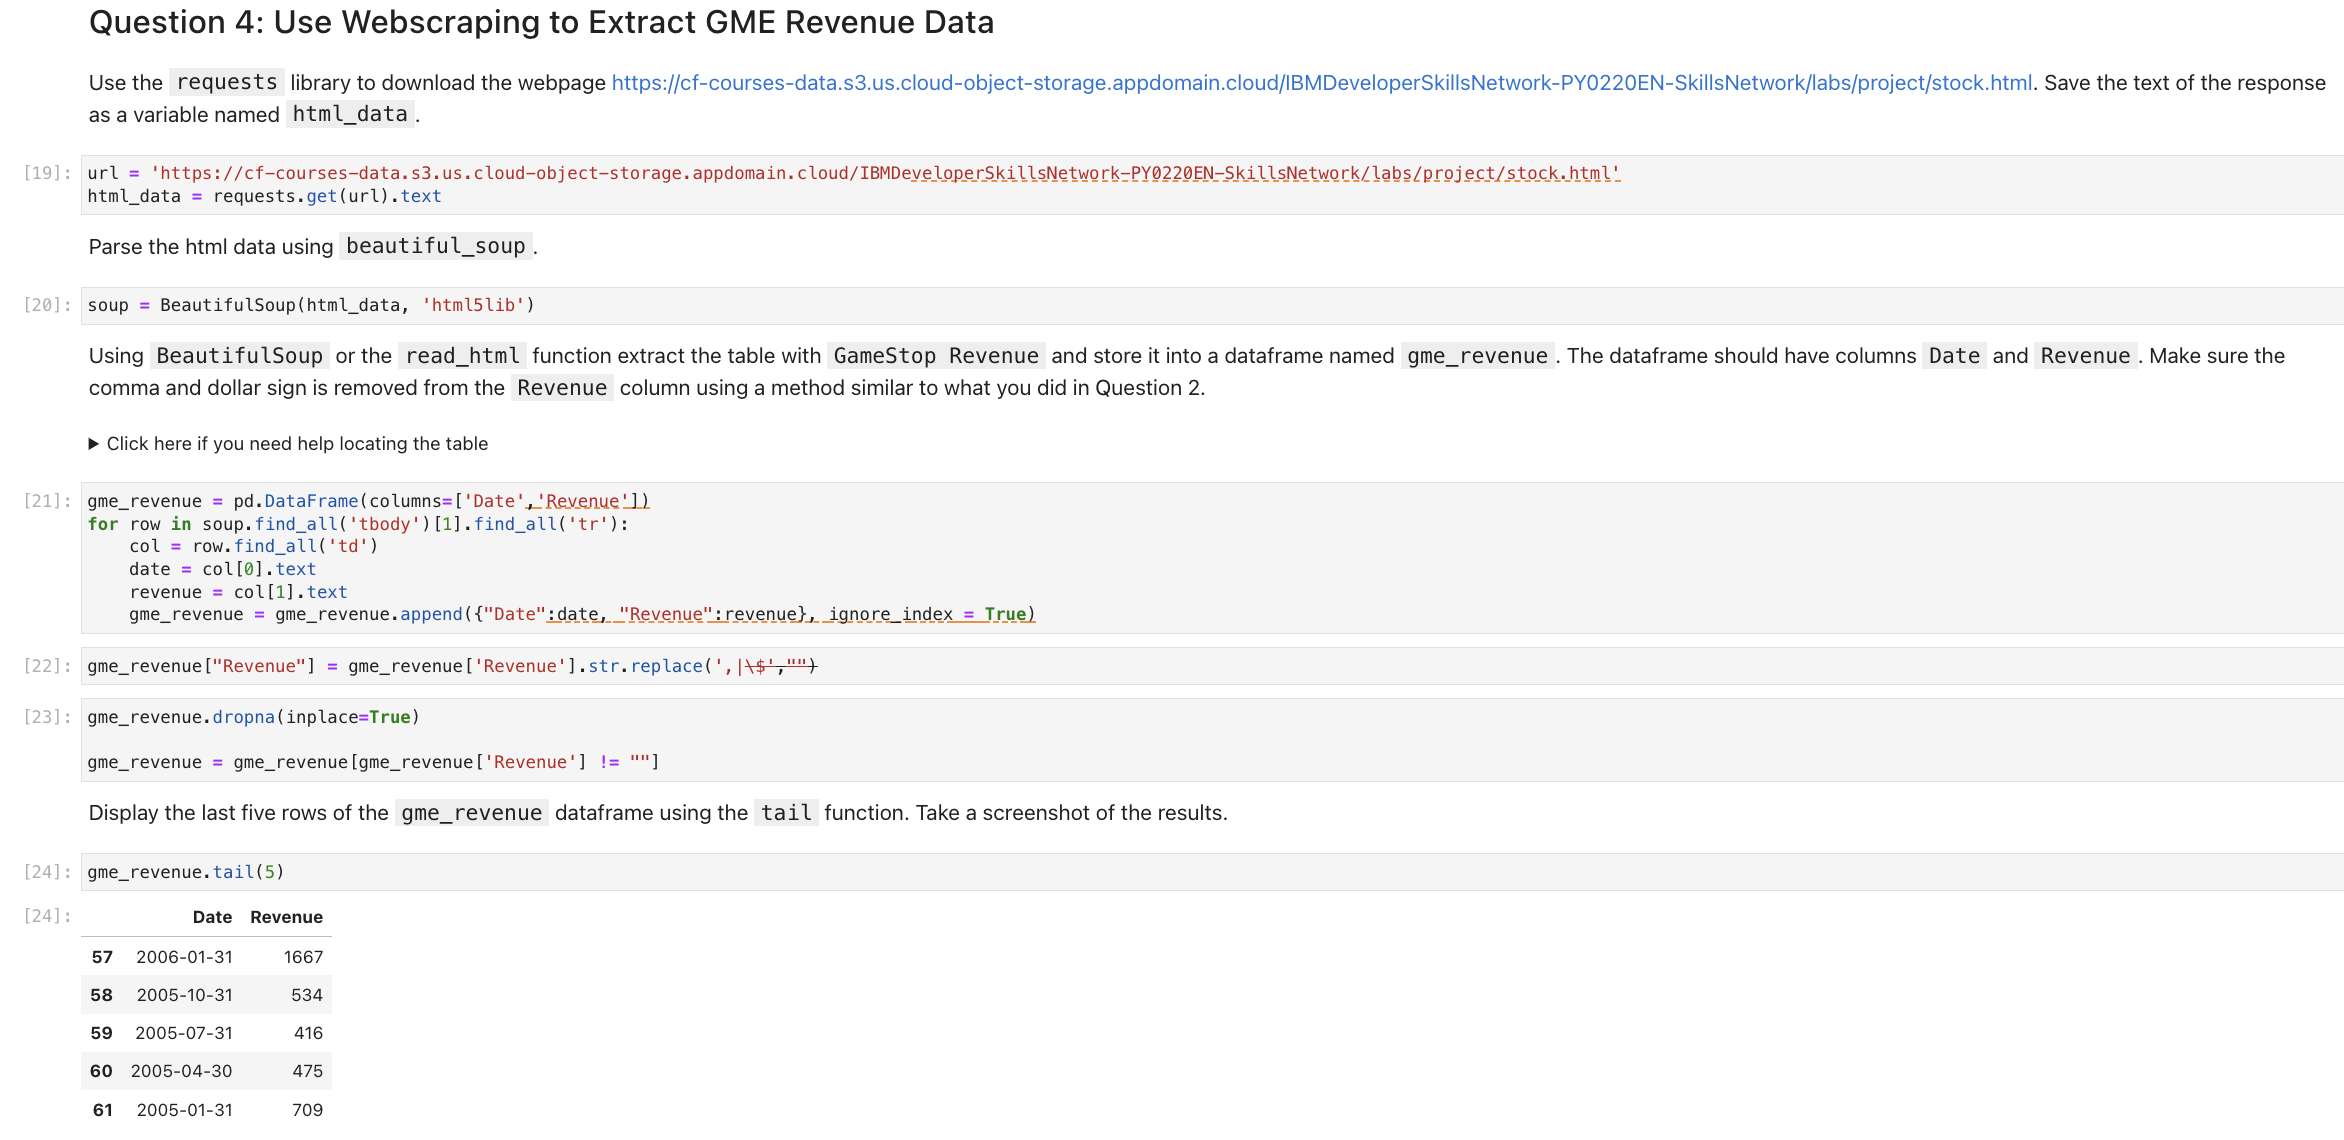 Question 4: Use Webscraping to Extract GME Revenue Data
Use the requests library to download the webpage https://cf-courses-data.s3.us.cloud-object-storage.appdomain.cloud/IBMDeveloperSkillsNetwork-PY0220EN-SkillsNetwork/labs/project/stock.html. Save the text of the response
as a variable named html_data.
[19]: url = 'https://cf-courses-data.s3.us.cloud-object-storage.appdomain.cloud/IBMDeveloperSkillsNetwork-PY0220EN-SkillsNetwork/labs/project/stock.html'
html_data = requests.get(url).text
Parse the html data using beautiful_soup.
[20]: soup = BeautifulSoup(html_data, 'html5lib')
Using BeautifulSoup or the read_html function extract the table with GameStop Revenue and store it into a dataframe named gme_revenue. The dataframe should have columns Date and Revenue. Make sure the
comma and dollar sign is removed from the Revenue column using a method similar to what you did in Question 2.
▶ Click here if you need help locating the table
[21]: gme_revenue = pd.DataFrame(columns=['Date','Revenue'])
for row in soup.find_all('tbody')[1].find_all('tr'):
    col = row.find_all('td')
    date = col[0].text
    revenue = col[1].text
    gme_revenue = gme_revenue.append({"Date":date, "Revenue":revenue}, ignore_index = True)
[22]: gme_revenue["Revenue"] = gme_revenue['Revenue'].str.replace(',|\$',"")
[23]: gme_revenue.dropna(inplace=True)
gme_revenue = gme_revenue[gme_revenue['Revenue'] != ""]
Display the last five rows of the gme_revenue dataframe using the tail function. Take a screenshot of the results.
[24]: gme_revenue.tail(5)
[24]: Date Revenue
57 2006-01-31 1667
58 2005-10-31 534
59 2005-07-31 416
60 2005-04-30 475
61 2005-01-31 709